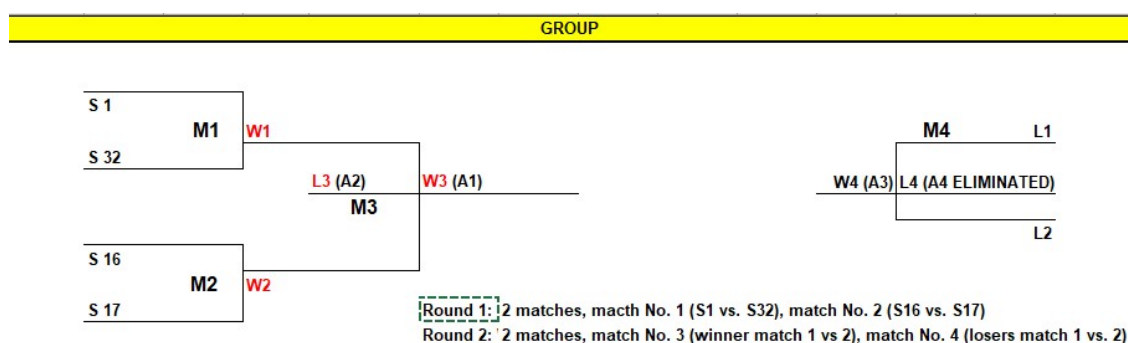 GROUP
S 1
M1
W1
S 32
L3 (A2)
W3 (A1)
M3
S 16
M2
W2
S 17
M4
L1
W4 (A3)
L4 (A4 ELIMINATED)
L2
Round 1: 2 matches, macth No. 1 (S1 vs. S32), match No. 2 (S16 vs. S17)
Round 2: '2 matches, match No. 3 (winner match 1 vs 2), match No. 4 (losers match 1 vs. 2)